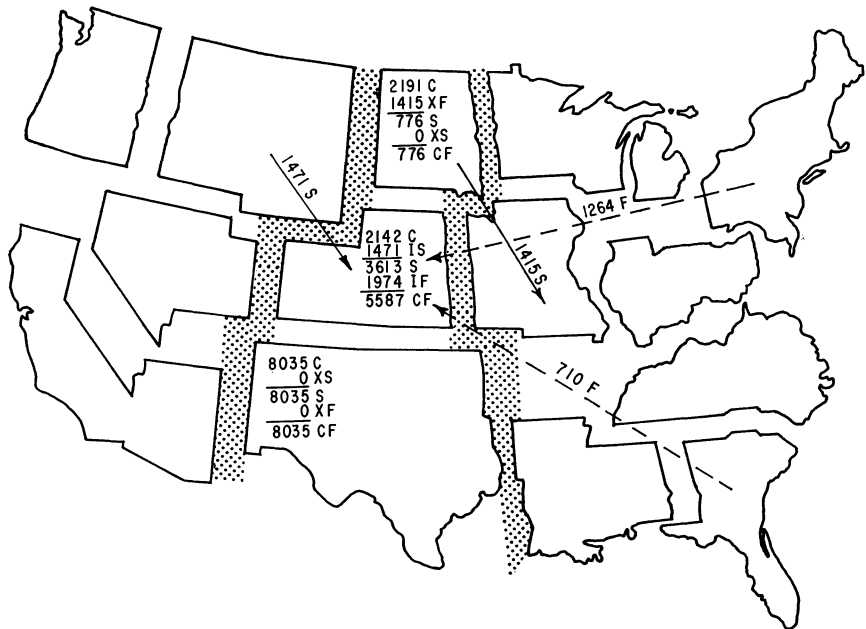 2191 C
1415 XF
776 S
0 XS
776 CF
1471 S
1264 F
2142 C
1471 IS
3613 S
1974 IF
5587 CF
1415 S
8035 C
0 XS
8035 S
0 XF
8035 CF
710 F